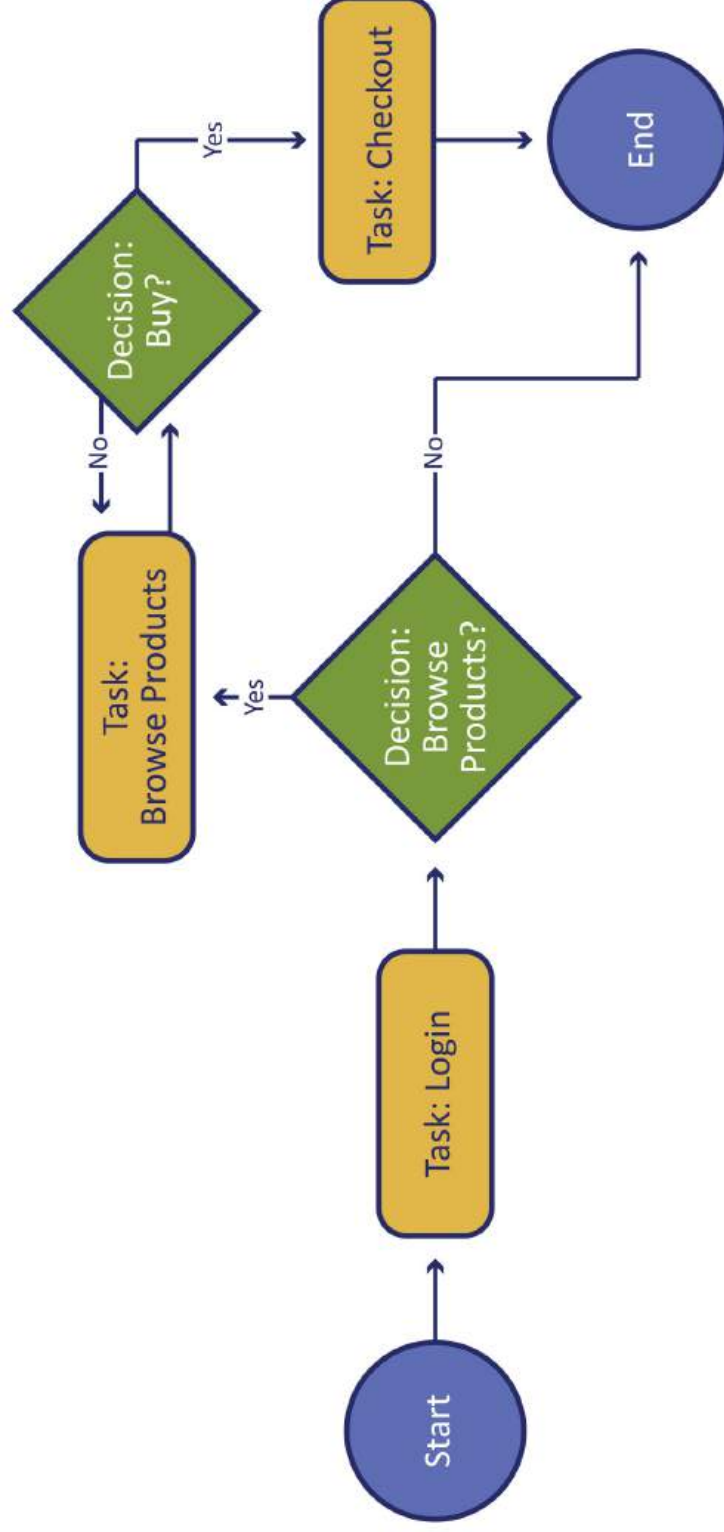 Start
Task: Login
Decision:
Browse
Products?
Yes
No
Task:
Browse Products
No
Decision:
Buy?
Yes
Task: Checkout
End